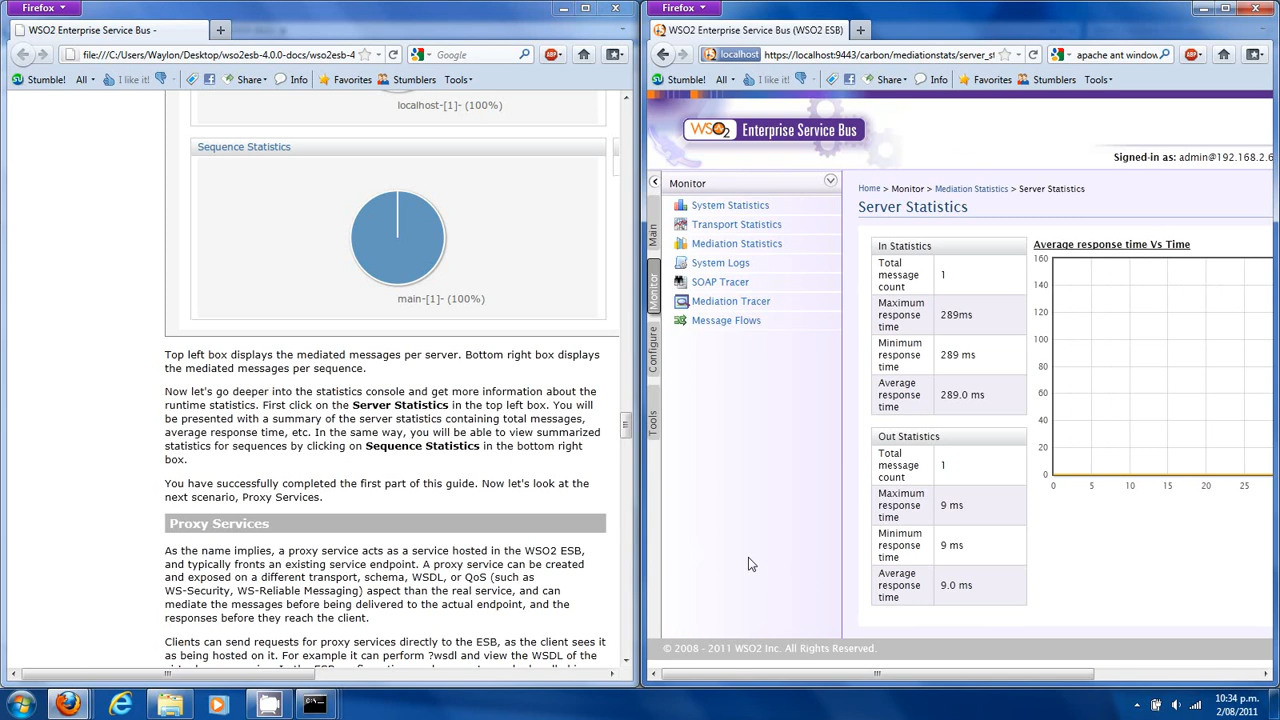 Firefox
WSO2 Enterprise Service Bus -
file:///C:/Users/Waylon/Desktop/wso2esb-4.0.0-docs/wso2esb-4
Google
ABP
Stumble! All I like it! Share Info Favorites Stumblers Tools
localhost-[1]- (100%)
Sequence Statistics
main-[1]- (100%)
Top left box displays the mediated messages per server. Bottom right box displays
the mediated messages per sequence.
Now let's go deeper into the statistics console and get more information about the
runtime statistics. First click on the Server Statistics in the top left box. You will
be presented with a summary of the server statistics containing total messages,
average response time, etc. In the same way, you will be able to view summarized
statistics for sequences by clicking on Sequence Statistics in the bottom right
box.
You have successfully completed the first part of this guide. Now let's look at the
next scenario, Proxy Services.
Proxy Services
As the name implies, a proxy service acts as a service hosted in the WSO2 ESB,
and typically fronts an existing service endpoint. A proxy service can be created
and exposed on a different transport, schema, WSDL, or QoS (such as
WS-Security, WS-Reliable Messaging) aspect than the real service, and can
mediate the messages before being delivered to the actual endpoint, and the
responses before they reach the client.
Clients can send requests for proxy services directly to the ESB, as the client sees it
as being hosted on it. For example it can perform ?wsdl and view the WSDL of the
Firefox
WSO2 Enterprise Service Bus (WSO2 ESB)
localhost https://localhost:9443/carbon/mediationstats/server_st
apache ant window
ABP
Stumble! All I like it! Share Info Favorites Stumblers Tools
WSO2 Enterprise Service Bus
Signed-in as: admin@192.168.2.6
Main
Monitor
Configure
Tools
Monitor
System Statistics
Transport Statistics
Mediation Statistics
System Logs
SOAP Tracer
Mediation Tracer
Message Flows
Home > Monitor > Mediation Statistics > Server Statistics
Server Statistics
In Statistics
Total
message
count
1
Maximum
response
time
289ms
Minimum
response
time
289 ms
Average
response
time
289.0 ms
Out Statistics
Total
message
count
1
Maximum
response
time
9 ms
Minimum
response
time
9 ms
Average
response
time
9.0 ms
Average response time Vs Time
160
140
120
100
80
60
40
20
0
0 5 10 15 20 25
© 2008 - 2011 WSO2 Inc. All Rights Reserved.
10:34 p.m.
2/08/2011